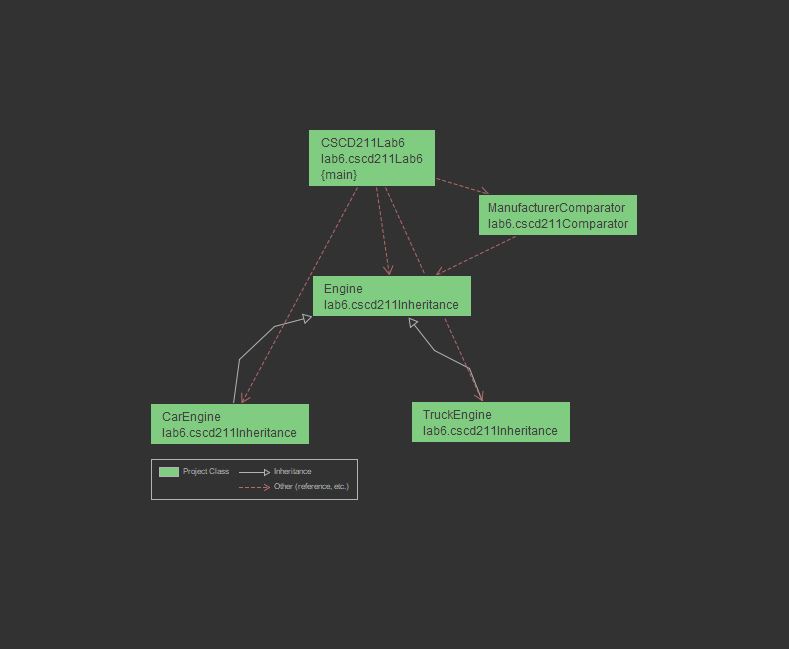 CSCD211Lab6
lab6.cscd211Lab6
{main}
ManufacturerComparator
lab6.cscd211Comparator
Engine
lab6.cscd211Inheritance
CarEngine
lab6.cscd211Inheritance
TruckEngine
lab6.cscd211Inheritance
Project Class
Inheritance
Other (reference, etc.)